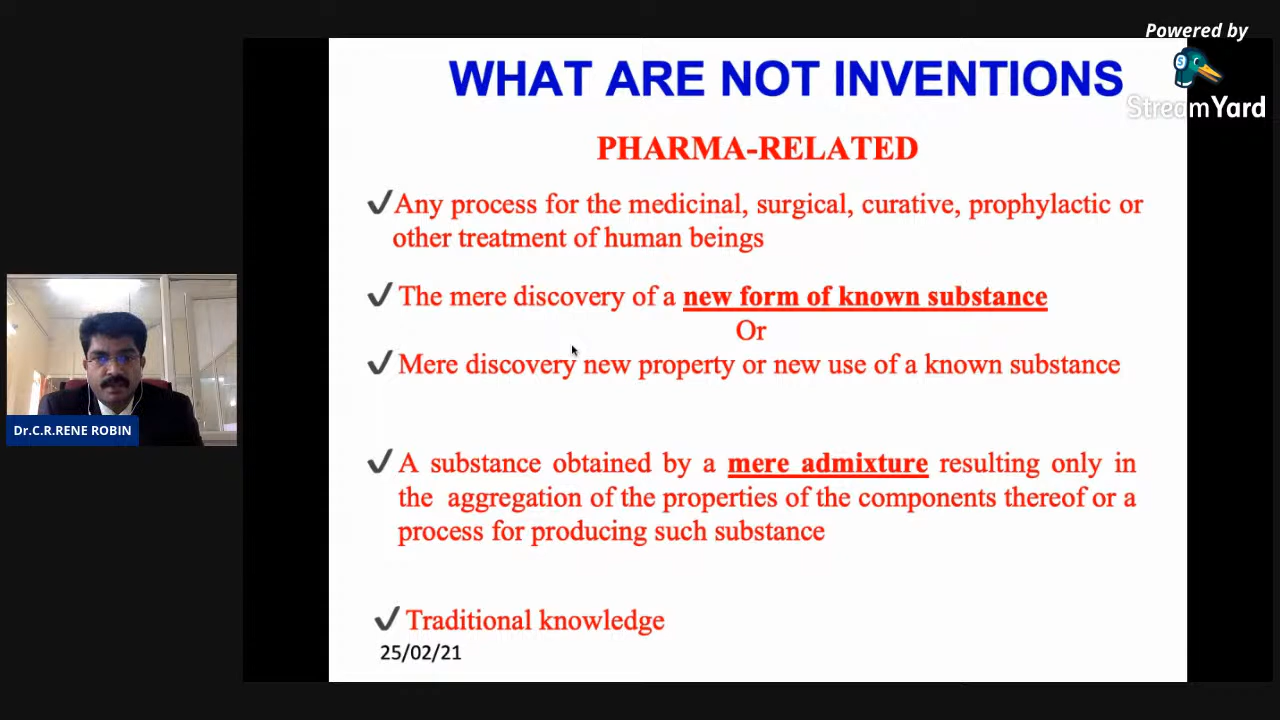 Powered by
StreamYard
WHAT ARE NOT INVENTIONS
PHARMA-RELATED
Any process for the medicinal, surgical, curative, prophylactic or
other treatment of human beings
The mere discovery of a new form of known substance
Or
Mere discovery new property or new use of a known substance
A substance obtained by a mere admixture resulting only in
the aggregation of the properties of the components thereof or a
process for producing such substance
Traditional knowledge
25/02/21
Dr.C.R.RENE ROBIN